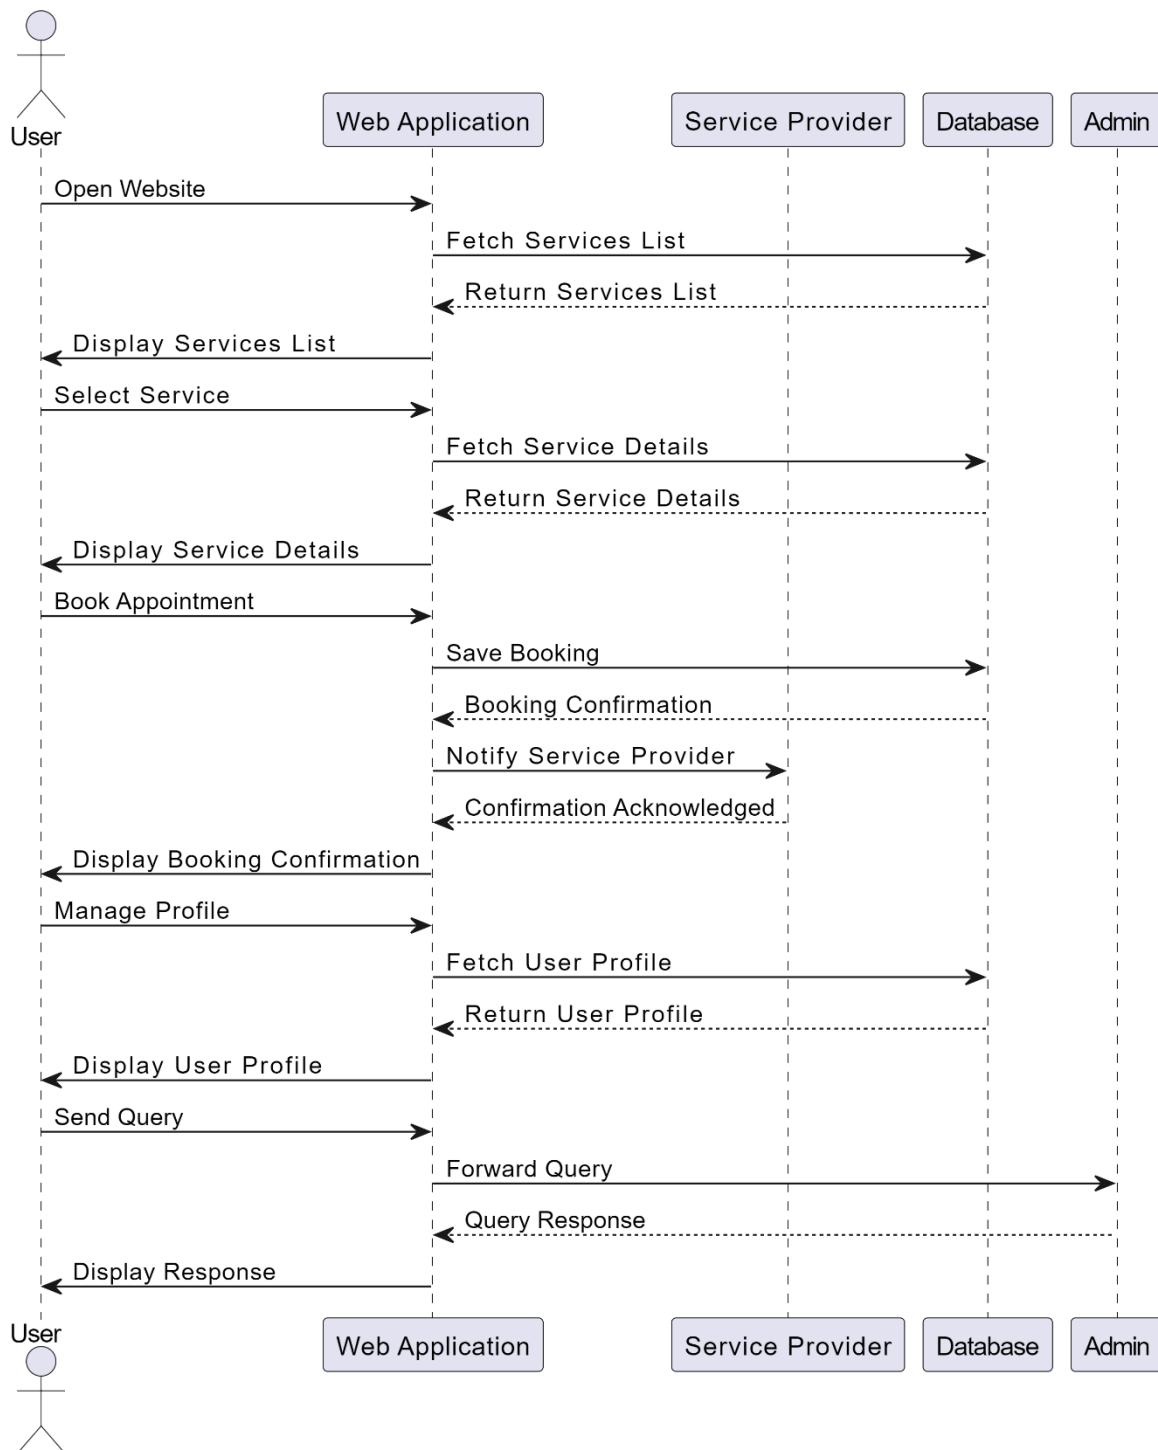 User
Web Application
Service Provider
Database
Admin
Open Website
Fetch Services List
Return Services List
Display Services List
Select Service
Fetch Service Details
Return Service Details
Display Service Details
Book Appointment
Save Booking
Booking Confirmation
Notify Service Provider
Confirmation Acknowledged
Display Booking Confirmation
Manage Profile
Fetch User Profile
Return User Profile
Display User Profile
Send Query
Forward Query
Query Response
Display Response
User
Web Application
Service Provider
Database
Admin